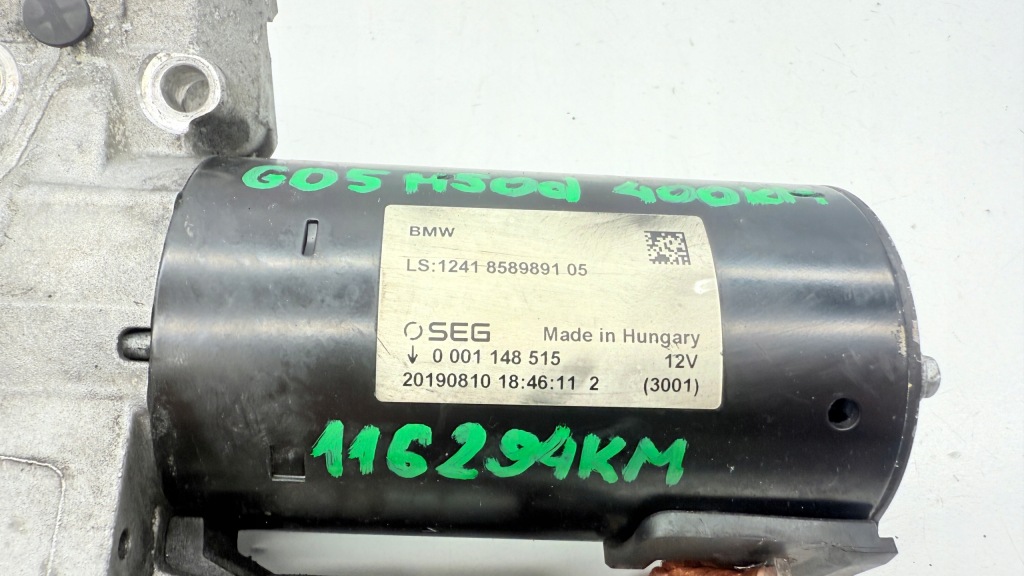 G05 M50d 400KM
BMW
LS:1241 8589891 05
SEG Made in Hungary
↓ 0 001 148 515 12V
20190810 18:46:11 2 (3001)
116294KM